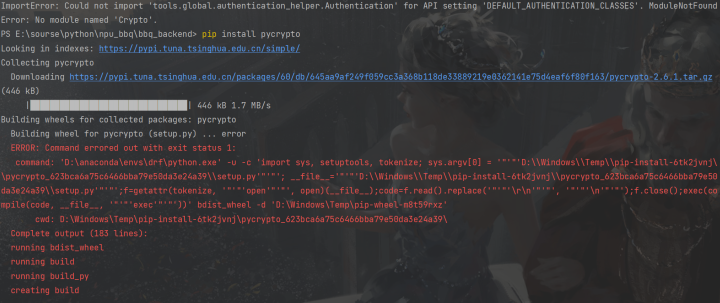 ImportError: Could not import 'tools.global.authentication_helper.Authentication' for API setting 'DEFAULT_AUTHENTICATION_CLASSES'. ModuleNotFound
Error: No module named 'Crypto'.
PS E:\sourse\python\npu_bbq\bbq_backend> pip install pycrypto
Looking in indexes: https://pypi.tuna.tsinghua.edu.cn/simple/
Collecting pycrypto
  Downloading https://pypi.tuna.tsinghua.edu.cn/packages/60/db/645aa9af249f059cc3a368b118de33889219e0362141e75d4eaf6f80f163/pycrypto-2.6.1.tar.gz
(446 kB)
     |████████████████████████████████| 446 kB 1.7 MB/s
Building wheels for collected packages: pycrypto
  Building wheel for pycrypto (setup.py) ... error
  ERROR: Command errored out with exit status 1:
   command: 'D:\anaconda\envs\drf\python.exe' -u -c 'import sys, setuptools, tokenize; sys.argv[0] = '"'"'D:\\Windows\\Temp\\pip-install-6tk2jvnj\
\pycrypto_623bca6a75c6466bba79e50da3e24a39\\setup.py'"'"'; __file__='"'"'D:\\Windows\\Temp\\pip-install-6tk2jvnj\\pycrypto_623bca6a75c6466bba79e50
da3e24a39\\setup.py'"'"';f=getattr(tokenize, '"'"'open'"'"', open)(__file__);code=f.read().replace('"'"'\r\n'"'"', '"'"'\n'"'"');f.close();exec(co
mpile(code, __file__, '"'"'exec'"'"'))' bdist_wheel -d 'D:\Windows\Temp\pip-wheel-m8t59rxz'
       cwd: D:\Windows\Temp\pip-install-6tk2jvnj\pycrypto_623bca6a75c6466bba79e50da3e24a39\
  Complete output (183 lines):
  running bdist_wheel
  running build
  running build_py
  creating build